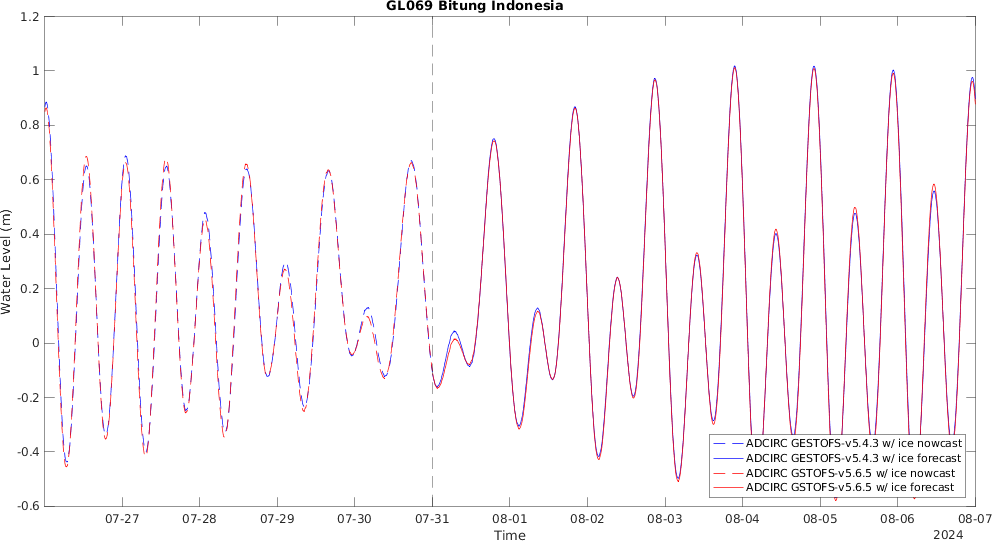 GL069 Bitung Indonesia
1.2
1
0.8
0.6
0.4
0.2
0
-0.2
-0.4
-0.6
Water Level (m)
ADCIRC GESTOFS-v5.4.3 w/ ice nowcast
ADCIRC GESTOFS-v5.4.3 w/ ice forecast
ADCIRC GSTOFS-v5.6.5 w/ ice nowcast
ADCIRC GSTOFS-v5.6.5 w/ ice forecast
07-27 07-28 07-29 07-30 07-31 08-01 08-02 08-03 08-04 08-05 08-06 08-07
Time
2024